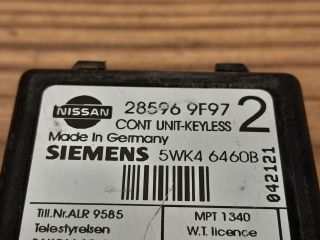 NISSAN
28596 9F97 2
CONT UNIT-KEYLESS
Made In Germany
SIEMENS 5WK4 6460B
042121
Till.Nr.ALR 9585
Telestyrelsen
MPT 1340
W.T. licence